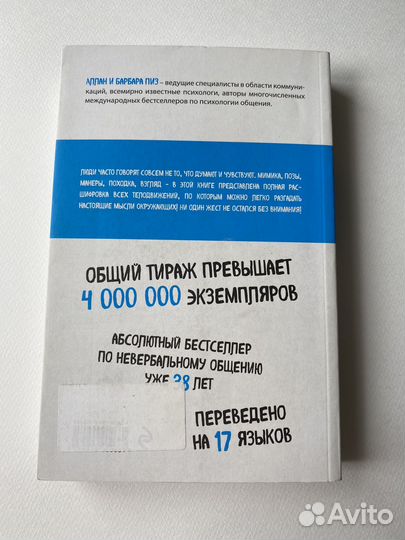 АЛЛАН И БАРБАРА ПИЗ – ведущие специалисты в области коммуни-
каций, всемирно известные психологи, авторы многочисленных
международных бестселлеров по психологии общения.
ЛЮДИ ЧАСТО ГОВОРЯТ СОВСЕМ НЕ ТО, ЧТО ДУМАЮТ И ЧУВСТВУЮТ. МИМИКА, ПОЗЫ,
МАНЕРЫ, ПОХОДКА, ВЗГЛЯД – В ЭТОЙ КНИГЕ ПРЕДСТАВЛЕНА ПОЛНАЯ РАС-
ШИФРОВКА ВСЕХ ТЕЛОДВИЖЕНИЙ, ПО КОТОРЫМ МОЖНО ЛЕГКО РАЗГАДАТЬ
НАСТОЯЩИЕ МЫСЛИ ОКРУЖАЮЩИХ! НИ ОДИН ЖЕСТ НЕ ОСТАЛСЯ БЕЗ ВНИМАНИЯ!
ОБЩИЙ ТИРАЖ ПРЕВЫШАЕТ
4 000 000 ЭКЗЕМПЛЯРОВ
АБСОЛЮТНЫЙ БЕСТСЕЛЛЕР
ПО НЕВЕРБАЛЬНОМУ ОБЩЕНИЮ
УЖЕ 38 ЛЕТ
ПЕРЕВЕДЕНО
НА 17 ЯЗЫКОВ
Avito